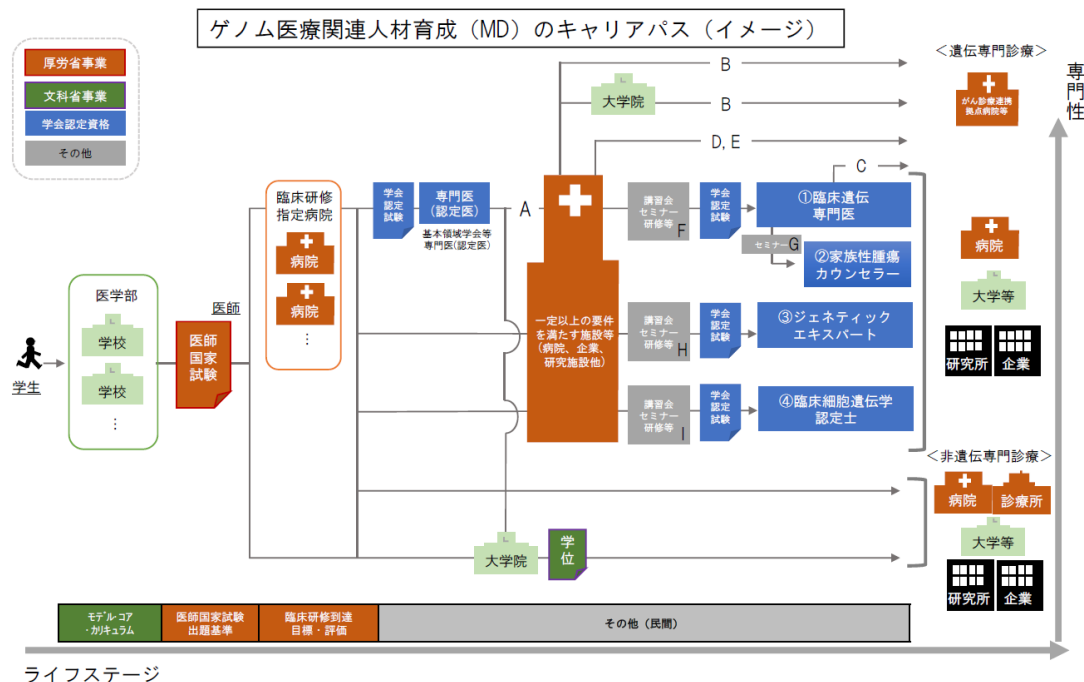 ゲノム医療関連人材育成（MD）のキャリアパス（イメージ）
厚労省事業
文科省事業
学会認定資格
その他
＜遺伝専門診療＞
専門性
B
大学院
B
がん診療連携
拠点病院等
D, E
C
臨床研修
指定病院
病院
病院
…
学会
認定
試験
専門医
(認定医)
基本領域学会等
専門医(認定医)
A
講習会
セミナー
研修等
F
学会
認定
試験
①臨床遺伝
専門医
セミナー
G
②家族性腫瘍
カウンセラー
病院
大学等
研究所
企業
医学部
学校
学校
…
学生
医師
医師
国家
試験
一定以上の要件
を満たす施設等
(病院、企業、
研究施設他)
講習会
セミナー
研修等
H
学会
認定
試験
③ジェネティック
エキスパート
講習会
セミナー
研修等
I
学会
認定
試験
④臨床細胞遺伝学
認定士
＜非遺伝専門診療＞
病院
診療所
大学等
研究所
企業
大学院
学位
モデル・コア
・カリキュラム
医師国家試験
出題基準
臨床研修到達
目標・評価
その他（民間）
ライフステージ